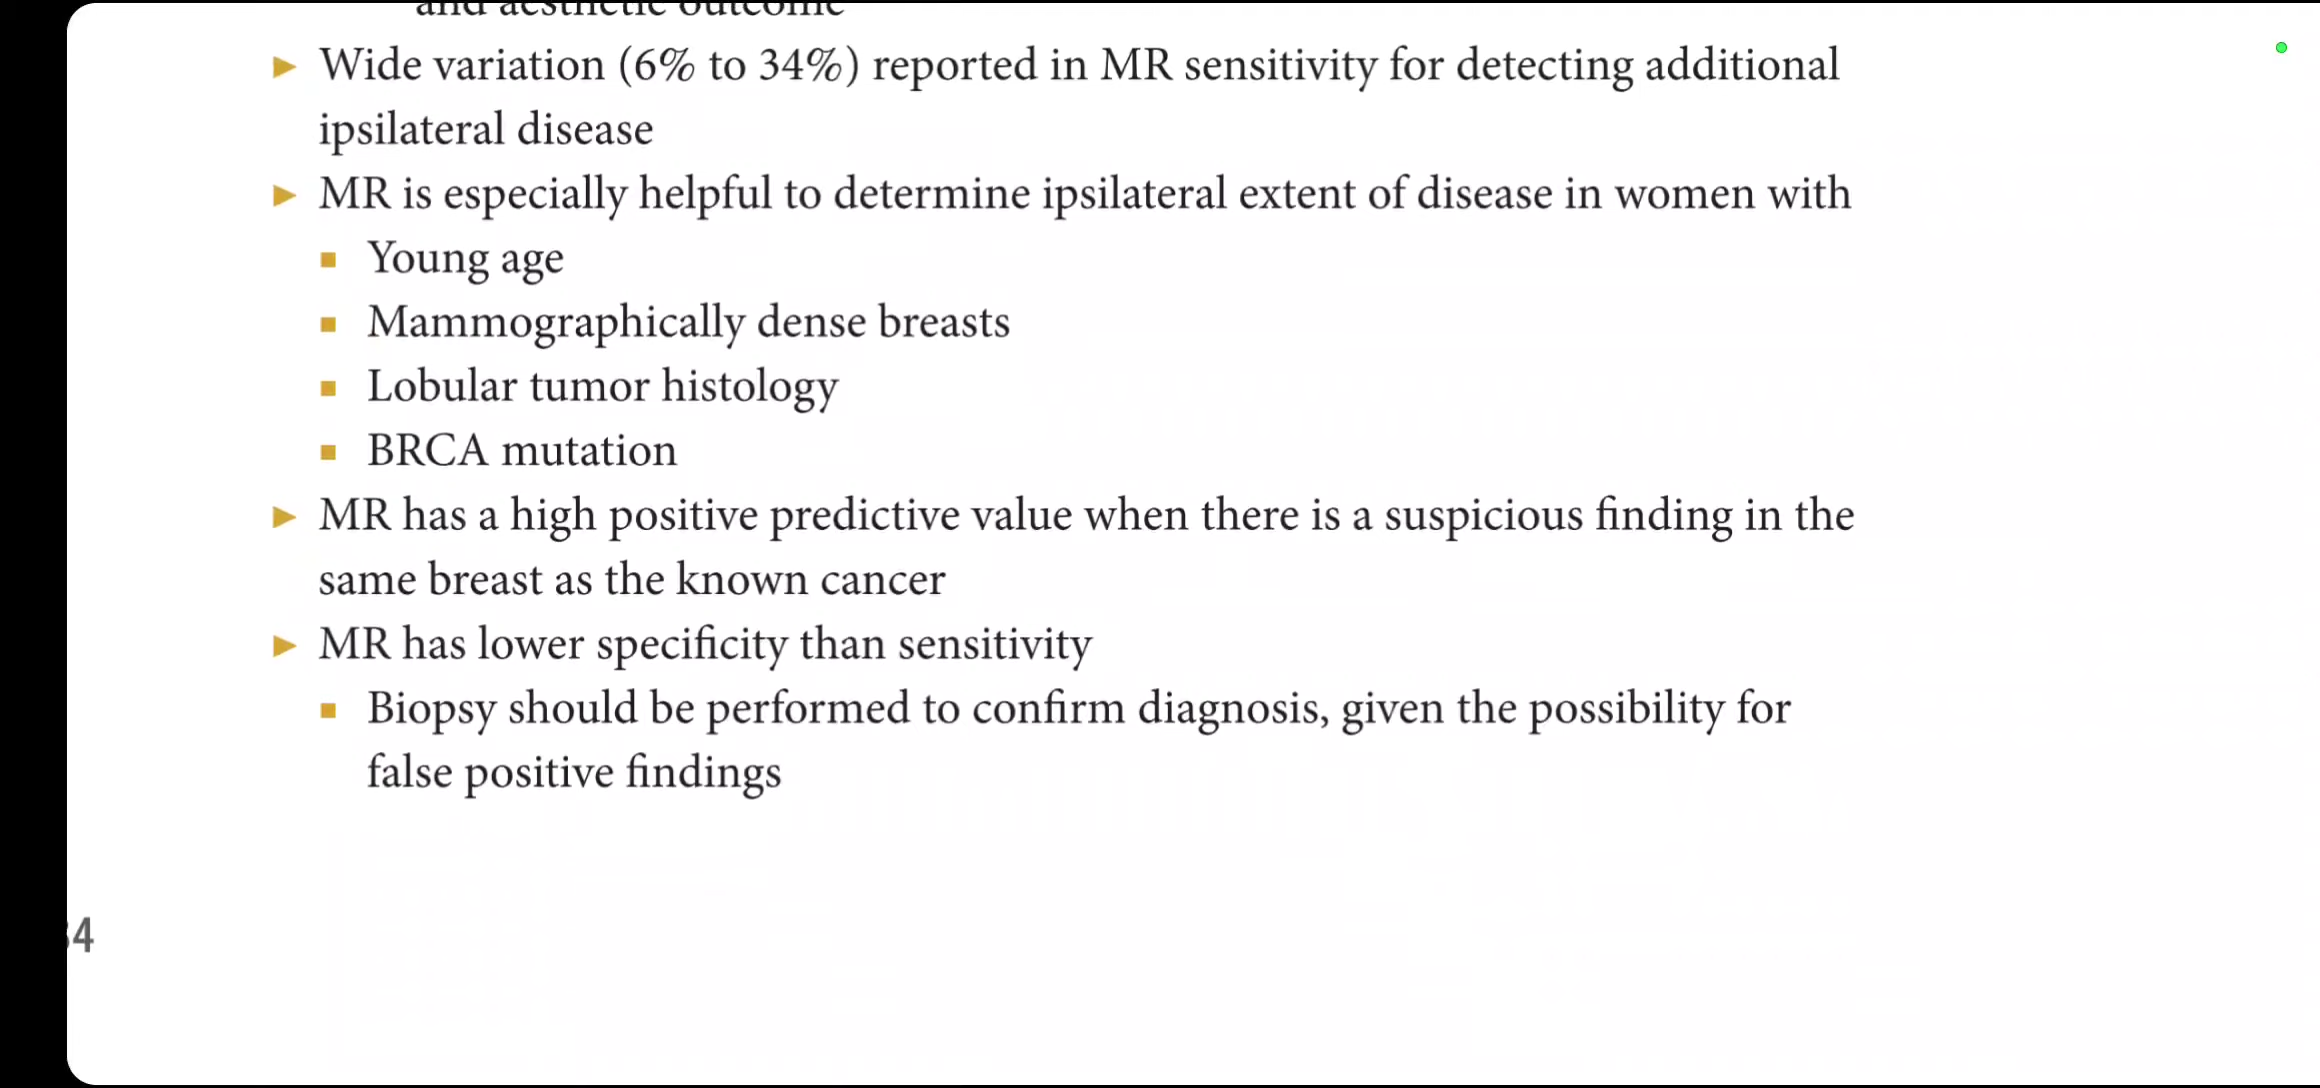 and aesthetic outcome
► Wide variation (6% to 34%) reported in MR sensitivity for detecting additional
ipsilateral disease
► MR is especially helpful to determine ipsilateral extent of disease in women with
■ Young age
■ Mammographically dense breasts
■ Lobular tumor histology
■ BRCA mutation
► MR has a high positive predictive value when there is a suspicious finding in the
same breast as the known cancer
► MR has lower specificity than sensitivity
■ Biopsy should be performed to confirm diagnosis, given the possibility for
false positive findings
4